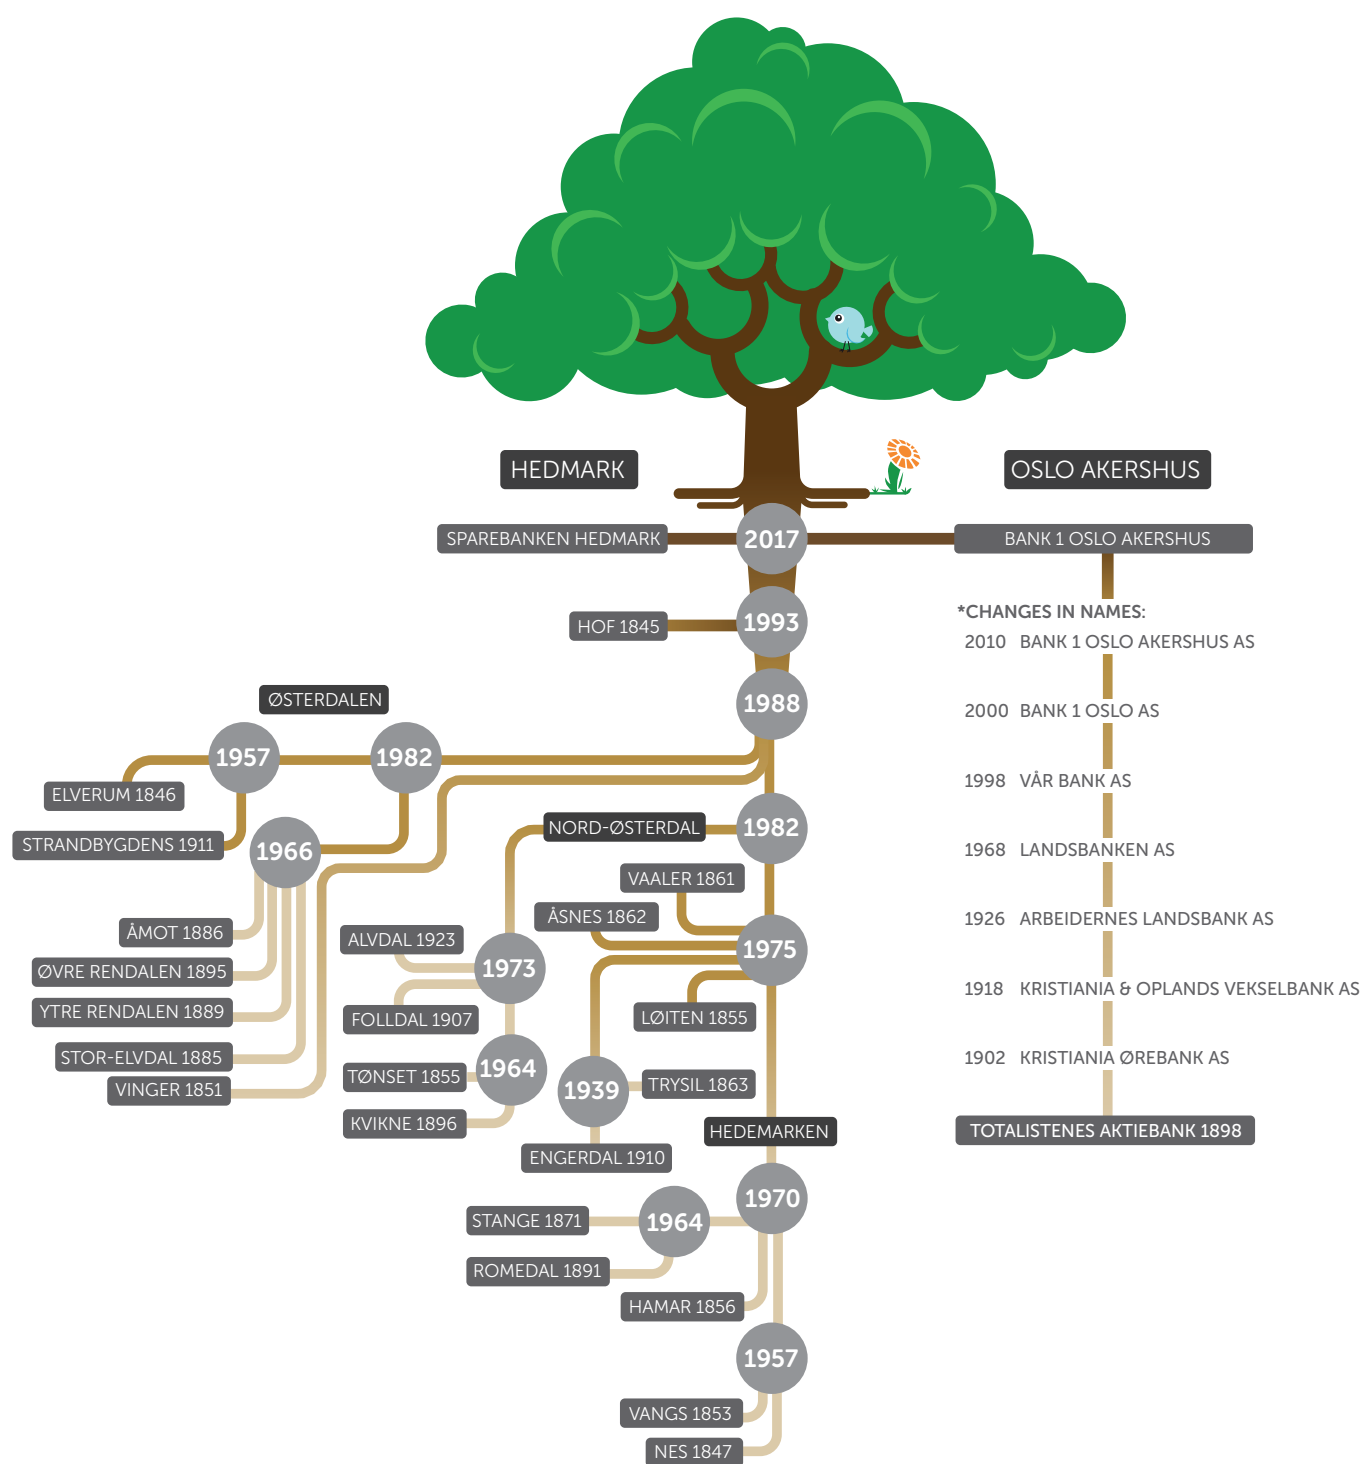 HEDMARK
OSLO AKERSHUS
SPAREBANKEN HEDMARK
2017
BANK 1 OSLO AKERSHUS
HOF 1845
1993
*CHANGES IN NAMES:
2010 BANK 1 OSLO AKERSHUS AS
2000 BANK 1 OSLO AS
1998 VÅR BANK AS
1968 LANDSBANKEN AS
1926 ARBEIDERNES LANDSBANK AS
1918 KRISTIANIA & OPLANDS VEKSELBANK AS
1902 KRISTIANIA ØREBANK AS
TOTALISTENES AKTIEBANK 1898
1988
ØSTERDALEN
1957
1982
ELVERUM 1846
STRANDBYGDENS 1911
1966
ÅMOT 1886
ØVRE RENDALEN 1895
YTRE RENDALEN 1889
STOR-ELVDAL 1885
VINGER 1851
NORD-ØSTERDAL
1982
VAALER 1861
ÅSNES 1862
1975
ALVDAL 1923
1973
FOLLDAL 1907
LØITEN 1855
TØNSET 1855
1964
KVIKNE 1896
1939
TRYSIL 1863
ENGERDAL 1910
HEDEMARKEN
1970
STANGE 1871
1964
ROMEDAL 1891
HAMAR 1856
1957
VANGS 1853
NES 1847